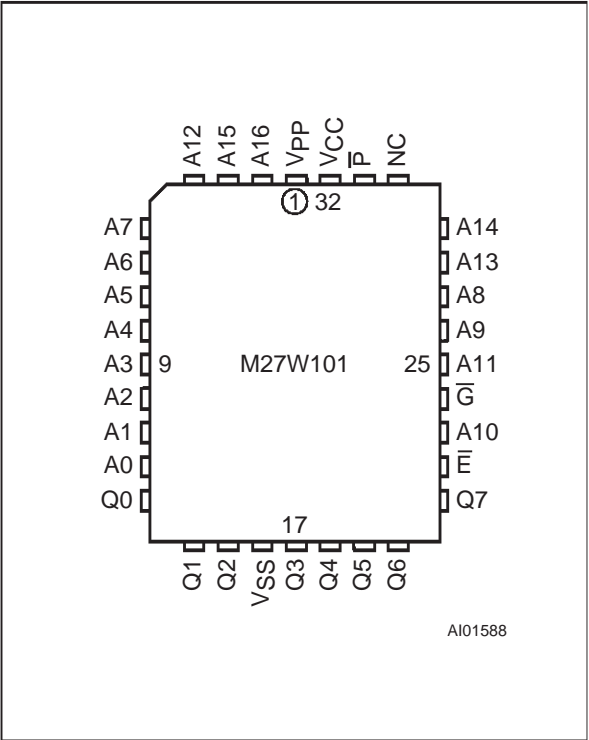 A12 A15 A16 VPP VCC P̅ NC
1 32
A7 A14
A6 A13
A5 A8
A4 A9
A3 9 M27W101 25 A11
A2 G̅
A1 A10
A0 E̅
Q0 Q7
17
Q1 Q2 VSS Q3 Q4 Q5 Q6
AI01588